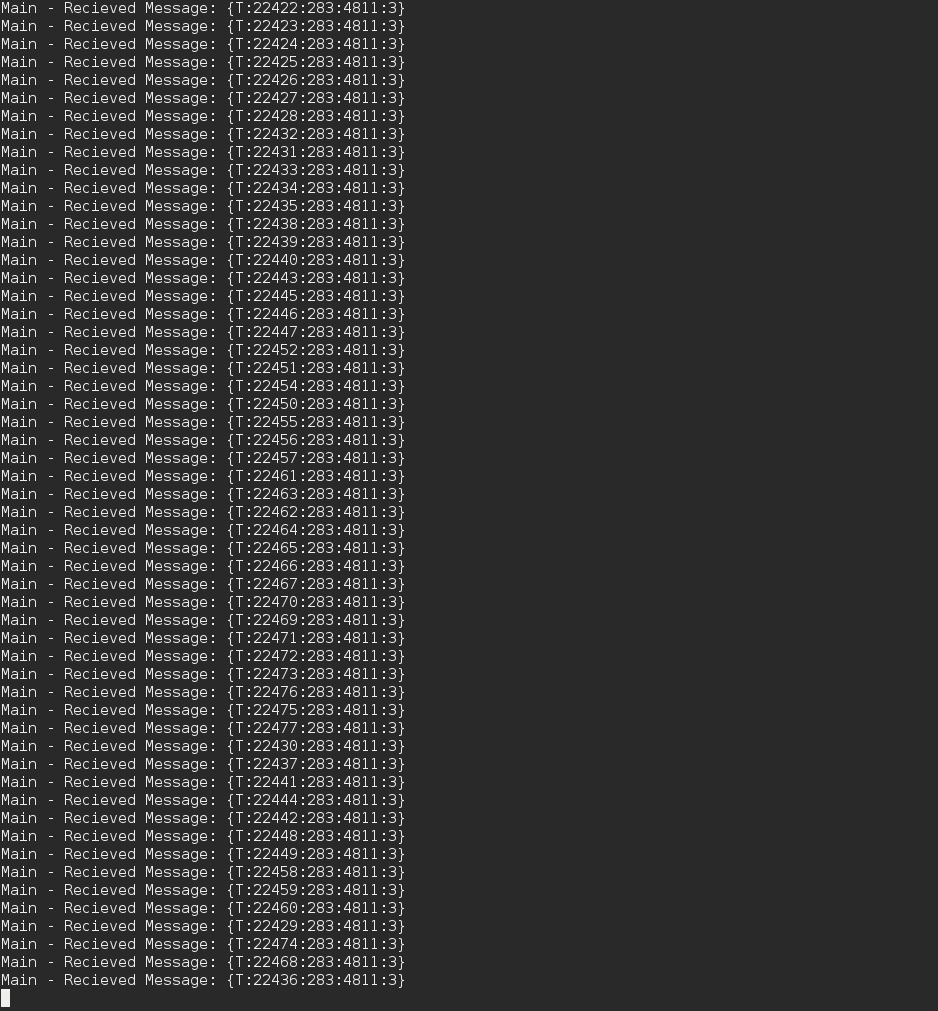 Main - Recieved Message: {T:22422:283:4811:3}
Main - Recieved Message: {T:22423:283:4811:3}
Main - Recieved Message: {T:22424:283:4811:3}
Main - Recieved Message: {T:22425:283:4811:3}
Main - Recieved Message: {T:22426:283:4811:3}
Main - Recieved Message: {T:22427:283:4811:3}
Main - Recieved Message: {T:22428:283:4811:3}
Main - Recieved Message: {T:22432:283:4811:3}
Main - Recieved Message: {T:22431:283:4811:3}
Main - Recieved Message: {T:22433:283:4811:3}
Main - Recieved Message: {T:22434:283:4811:3}
Main - Recieved Message: {T:22435:283:4811:3}
Main - Recieved Message: {T:22438:283:4811:3}
Main - Recieved Message: {T:22439:283:4811:3}
Main - Recieved Message: {T:22440:283:4811:3}
Main - Recieved Message: {T:22443:283:4811:3}
Main - Recieved Message: {T:22445:283:4811:3}
Main - Recieved Message: {T:22446:283:4811:3}
Main - Recieved Message: {T:22447:283:4811:3}
Main - Recieved Message: {T:22452:283:4811:3}
Main - Recieved Message: {T:22451:283:4811:3}
Main - Recieved Message: {T:22454:283:4811:3}
Main - Recieved Message: {T:22450:283:4811:3}
Main - Recieved Message: {T:22455:283:4811:3}
Main - Recieved Message: {T:22456:283:4811:3}
Main - Recieved Message: {T:22457:283:4811:3}
Main - Recieved Message: {T:22461:283:4811:3}
Main - Recieved Message: {T:22463:283:4811:3}
Main - Recieved Message: {T:22462:283:4811:3}
Main - Recieved Message: {T:22464:283:4811:3}
Main - Recieved Message: {T:22465:283:4811:3}
Main - Recieved Message: {T:22466:283:4811:3}
Main - Recieved Message: {T:22467:283:4811:3}
Main - Recieved Message: {T:22470:283:4811:3}
Main - Recieved Message: {T:22469:283:4811:3}
Main - Recieved Message: {T:22471:283:4811:3}
Main - Recieved Message: {T:22472:283:4811:3}
Main - Recieved Message: {T:22473:283:4811:3}
Main - Recieved Message: {T:22476:283:4811:3}
Main - Recieved Message: {T:22475:283:4811:3}
Main - Recieved Message: {T:22477:283:4811:3}
Main - Recieved Message: {T:22430:283:4811:3}
Main - Recieved Message: {T:22437:283:4811:3}
Main - Recieved Message: {T:22441:283:4811:3}
Main - Recieved Message: {T:22444:283:4811:3}
Main - Recieved Message: {T:22442:283:4811:3}
Main - Recieved Message: {T:22448:283:4811:3}
Main - Recieved Message: {T:22449:283:4811:3}
Main - Recieved Message: {T:22458:283:4811:3}
Main - Recieved Message: {T:22459:283:4811:3}
Main - Recieved Message: {T:22460:283:4811:3}
Main - Recieved Message: {T:22429:283:4811:3}
Main - Recieved Message: {T:22474:283:4811:3}
Main - Recieved Message: {T:22468:283:4811:3}
Main - Recieved Message: {T:22436:283:4811:3}